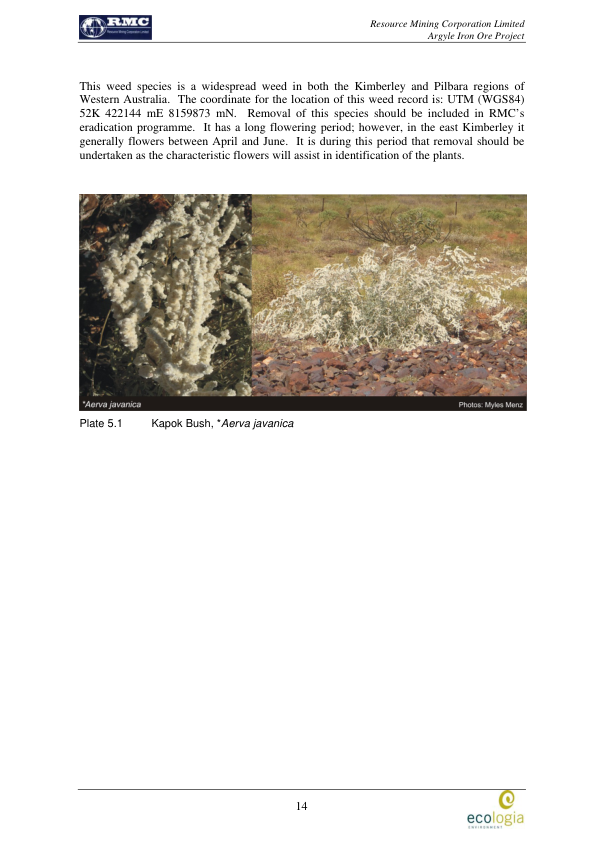 RMC
Resource Mining Corporation Limited
Resource Mining Corporation Limited
Argyle Iron Ore Project
This weed species is a widespread weed in both the Kimberley and Pilbara regions of
Western Australia. The coordinate for the location of this weed record is: UTM (WGS84)
52K 422144 mE 8159873 mN. Removal of this species should be included in RMC's
eradication programme. It has a long flowering period; however, in the east Kimberley it
generally flowers between April and June. It is during this period that removal should be
undertaken as the characteristic flowers will assist in identification of the plants.
*Aerva javanica
Photos: Myles Menz
Plate 5.1 Kapok Bush, *Aerva javanica
14
ecologia
ENVIRONMENT